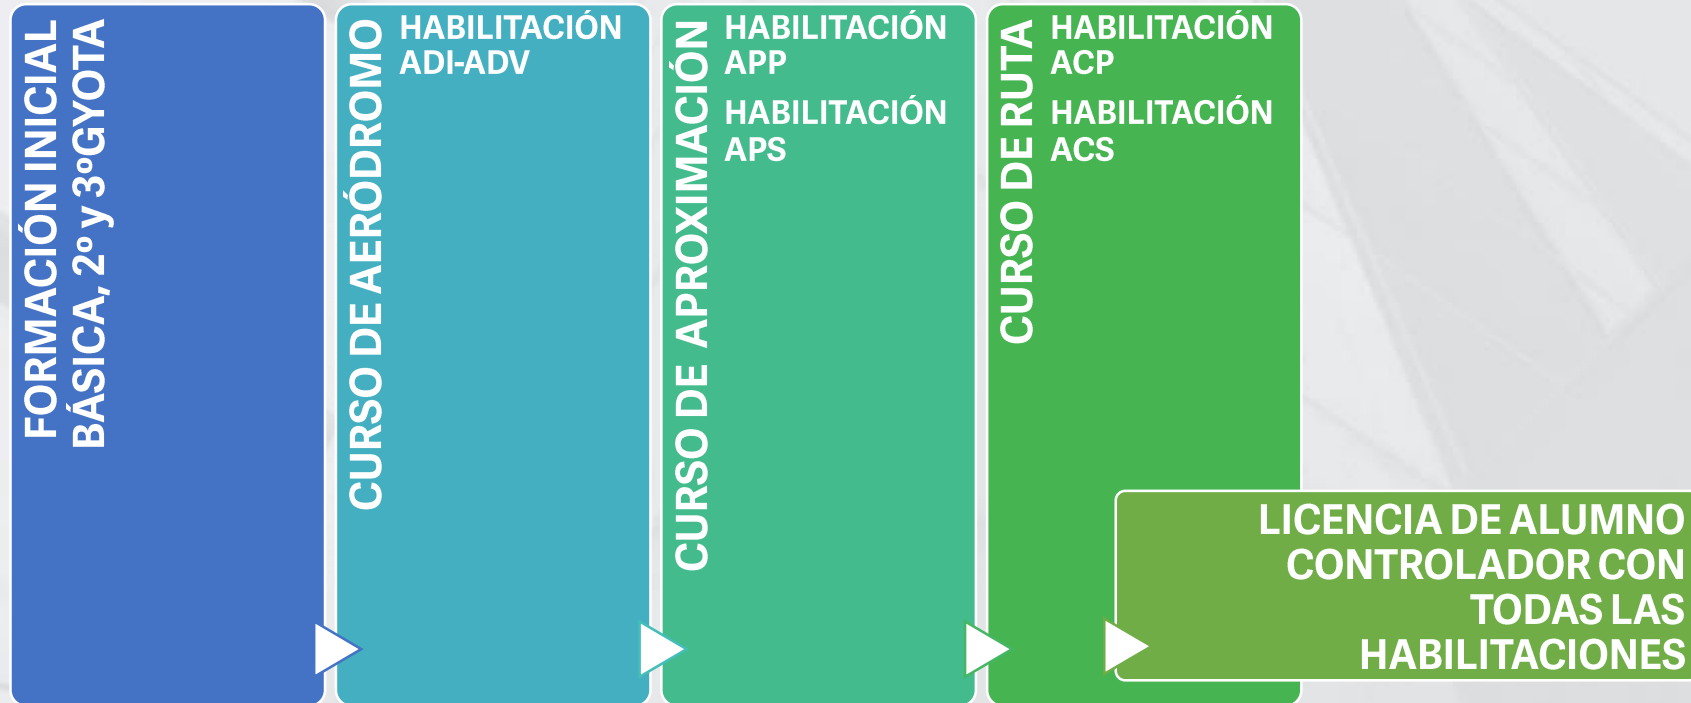 FORMACIÓN INICIAL
BÁSICA, 2º y 3ºGYOTA
CURSO DE AERÓDROMO
HABILITACIÓN
ADI-ADV
CURSO DE APROXIMACIÓN
HABILITACIÓN
APP
HABILITACIÓN
APS
CURSO DE RUTA
HABILITACIÓN
ACP
HABILITACIÓN
ACS
LICENCIA DE ALUMNO
CONTROLADOR CON
TODAS LAS
HABILITACIONES